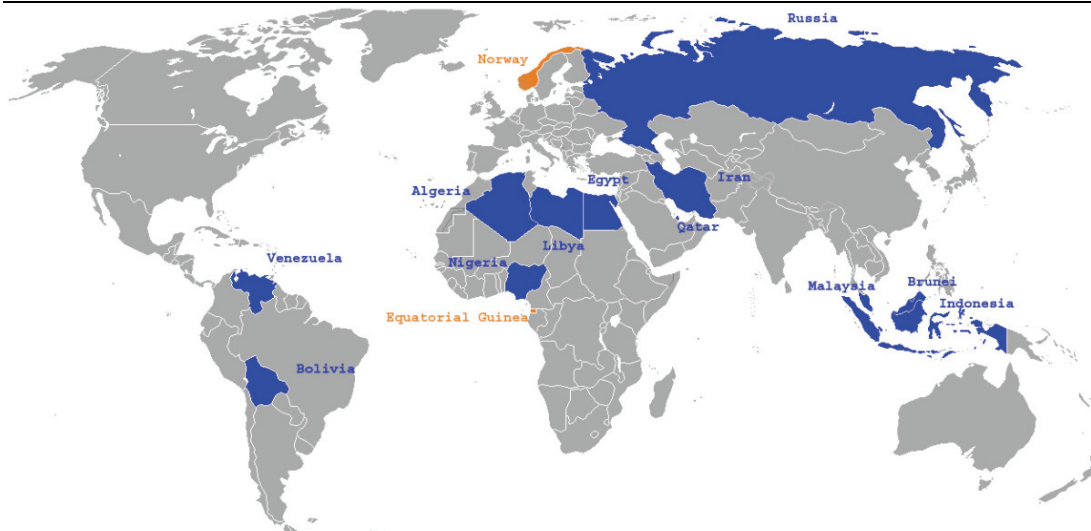 Russia
Norway
Iran
Egypt
Algeria
Qatar
Libya
Venezuela
Nigeria
Malaysia
Brunei
Indonesia
Equatorial Guinea
Bolivia